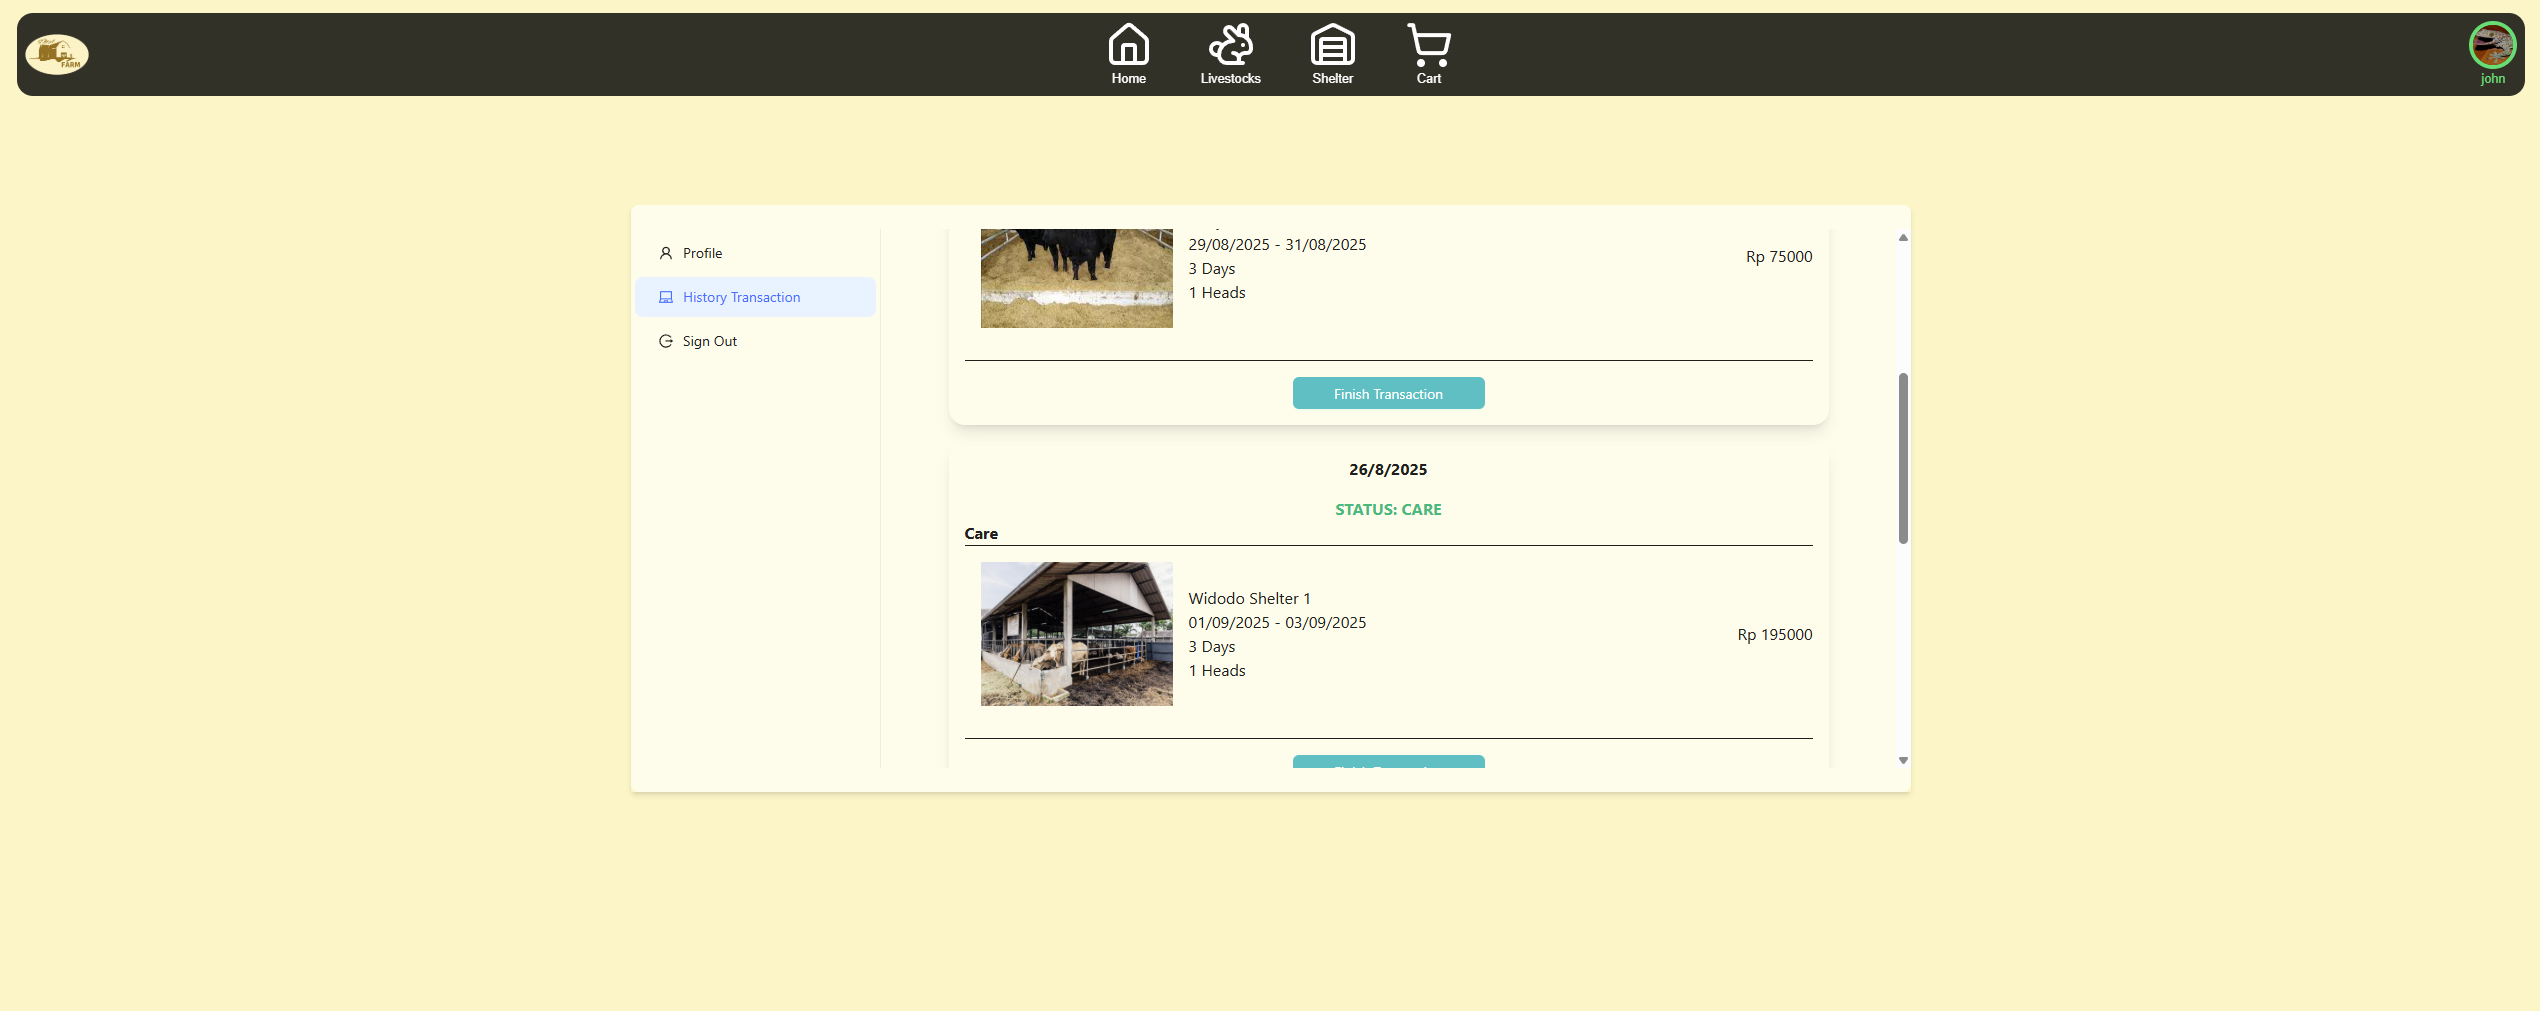 FARM
Home
Livestocks
Shelter
Cart
john
Profile
History Transaction
Sign Out
29/08/2025 - 31/08/2025
3 Days
1 Heads
Rp 75000
Finish Transaction
26/8/2025
STATUS: CARE
Care
Widodo Shelter 1
01/09/2025 - 03/09/2025
3 Days
1 Heads
Rp 195000